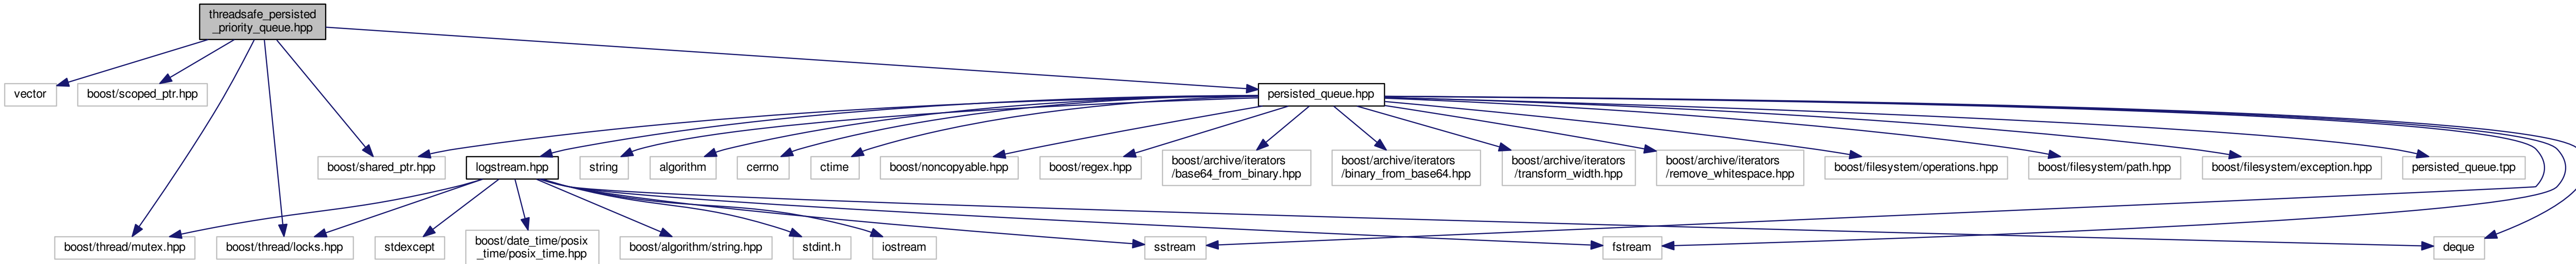 threadsafe_persisted
_priority_queue.hpp
vector
boost/scoped_ptr.hpp
persisted_queue.hpp
boost/shared_ptr.hpp
logstream.hpp
string
algorithm
cerrno
ctime
boost/noncopyable.hpp
boost/regex.hpp
boost/archive/iterators
/base64_from_binary.hpp
boost/archive/iterators
/binary_from_base64.hpp
boost/archive/iterators
/transform_width.hpp
boost/archive/iterators
/remove_whitespace.hpp
boost/filesystem/operations.hpp
boost/filesystem/path.hpp
boost/filesystem/exception.hpp
persisted_queue.tpp
boost/thread/mutex.hpp
boost/thread/locks.hpp
stdexcept
boost/date_time/posix
_time/posix_time.hpp
boost/algorithm/string.hpp
stdint.h
iostream
sstream
fstream
deque